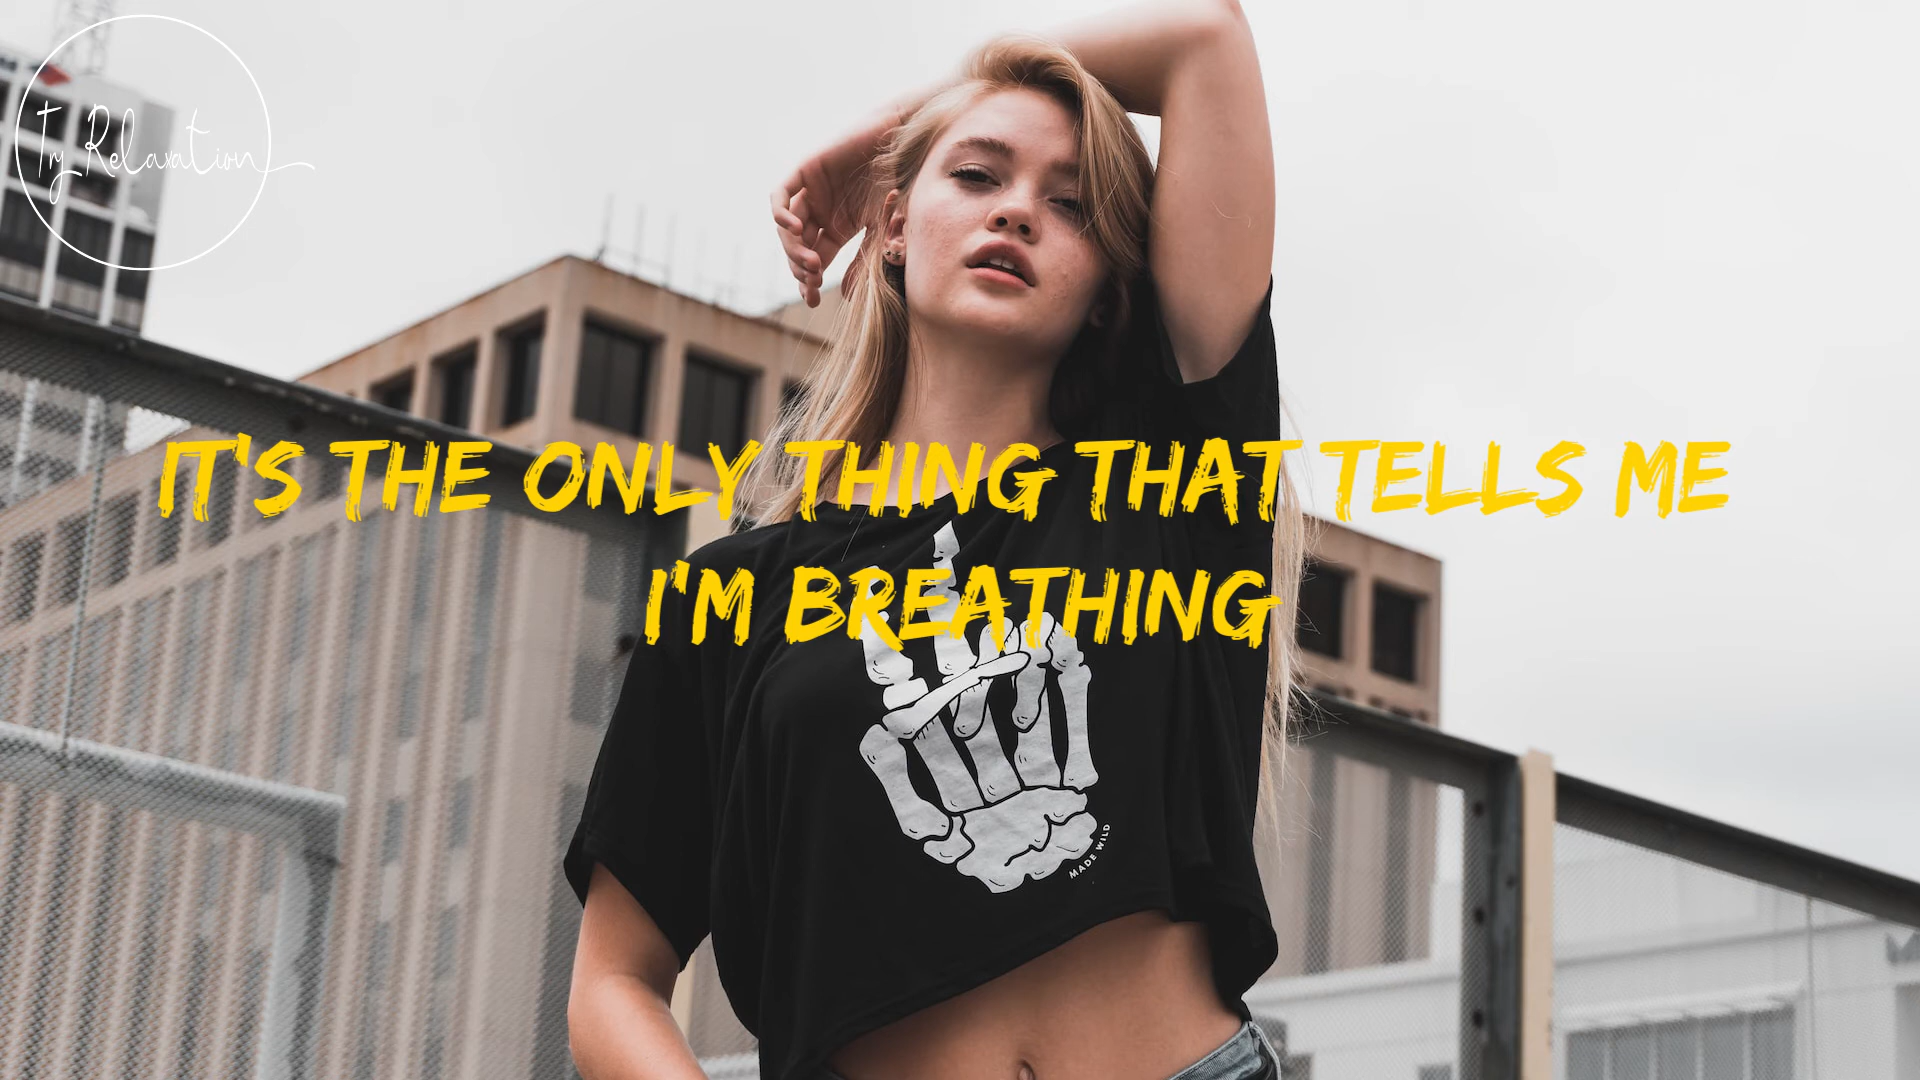 Try Relaxation
IT'S THE ONLY THING THAT TELLS ME
I'M BREATHING
MADE WILD